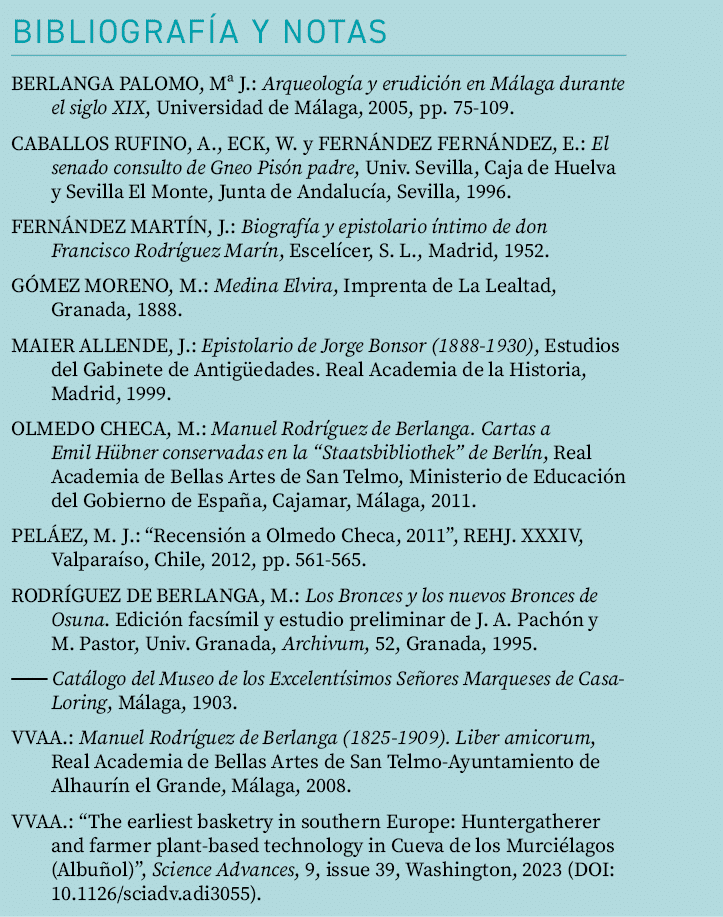 BIBLIOGRAFÍA Y NOTAS
BERLANGA PALOMO, Mª J.: Arqueología y erudición en Málaga durante
el siglo XIX, Universidad de Málaga, 2005, pp. 75-109.
CABALLOS RUFINO, A., ECK, W. y FERNÁNDEZ FERNÁNDEZ, E.: El
senado consulto de Gneo Pisón padre, Univ. Sevilla, Caja de Huelva
y Sevilla El Monte, Junta de Andalucía, Sevilla, 1996.
FERNÁNDEZ MARTÍN, J.: Biografía y epistolario íntimo de don
Francisco Rodríguez Marín, Escelícer, S. L., Madrid, 1952.
GÓMEZ MORENO, M.: Medina Elvira, Imprenta de La Lealtad,
Granada, 1888.
MAIER ALLENDE, J.: Epistolario de Jorge Bonsor (1888-1930), Estudios
del Gabinete de Antigüedades. Real Academia de la Historia,
Madrid, 1999.
OLMEDO CHECA, M.: Manuel Rodríguez de Berlanga. Cartas a
Emil Hübner conservadas en la “Staatsbibliothek” de Berlín, Real
Academia de Bellas Artes de San Telmo, Ministerio de Educación
del Gobierno de España, Cajamar, Málaga, 2011.
PELÁEZ, M. J.: “Recensión a Olmedo Checa, 2011”, REHJ. XXXIV,
Valparaíso, Chile, 2012, pp. 561-565.
RODRÍGUEZ DE BERLANGA, M.: Los Bronces y los nuevos Bronces de
Osuna. Edición facsímil y estudio preliminar de J. A. Pachón y
M. Pastor, Univ. Granada, Archivum, 52, Granada, 1995.
—— Catálogo del Museo de los Excelentísimos Señores Marqueses de Casa-
Loring, Málaga, 1903.
VVAA.: Manuel Rodríguez de Berlanga (1825-1909). Liber amicorum,
Real Academia de Bellas Artes de San Telmo-Ayuntamiento de
Alhaurín el Grande, Málaga, 2008.
VVAA.: “The earliest basketry in southern Europe: Huntergatherer
and farmer plant-based technology in Cueva de los Murciélagos
(Albuñol)”, Science Advances, 9, issue 39, Washington, 2023 (DOI:
10.1126/sciadv.adi3055).